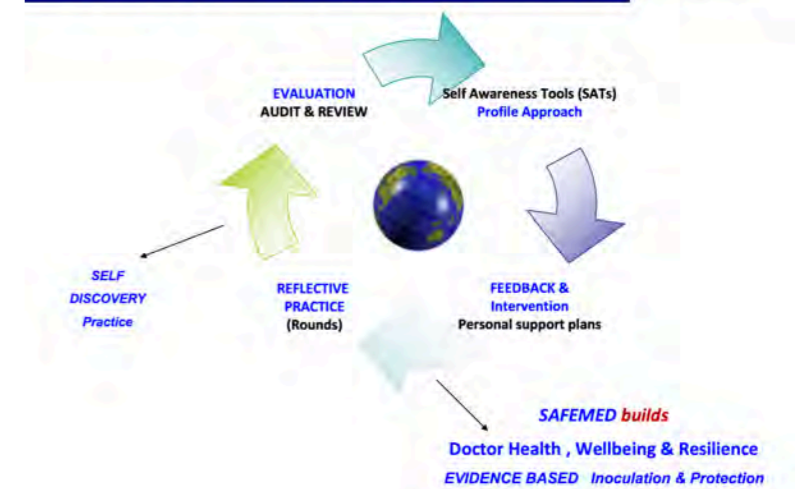 EVALUATION
AUDIT & REVIEW
Self Awareness Tools (SATs)
Profile Approach
SELF
DISCOVERY
Practice
REFLECTIVE
PRACTICE
(Rounds)
FEEDBACK &
Intervention
Personal support plans
SAFEMED builds
Doctor Health , Wellbeing & Resilience
EVIDENCE BASED Inoculation & Protection